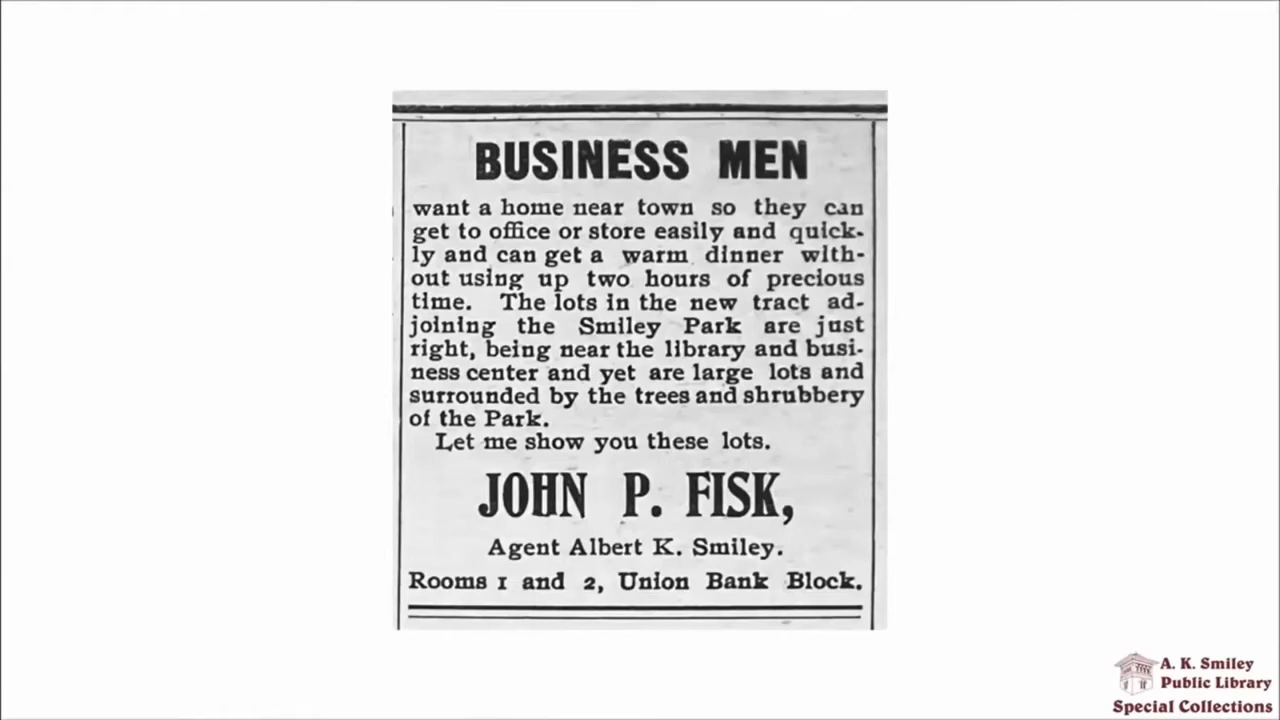 BUSINESS MEN
want a home near town so they can
get to office or store easily and quick-
ly and can get a warm dinner with-
out using up two hours of precious
time. The lots in the new tract ad-
joining the Smiley Park are just
right, being near the library and busi-
ness center and yet are large lots and
surrounded by the trees and shrubbery
of the Park.
Let me show you these lots.
JOHN P. FISK,
Agent Albert K. Smiley.
Rooms 1 and 2, Union Bank Block.
A. K. Smiley
Public Library
Special Collections